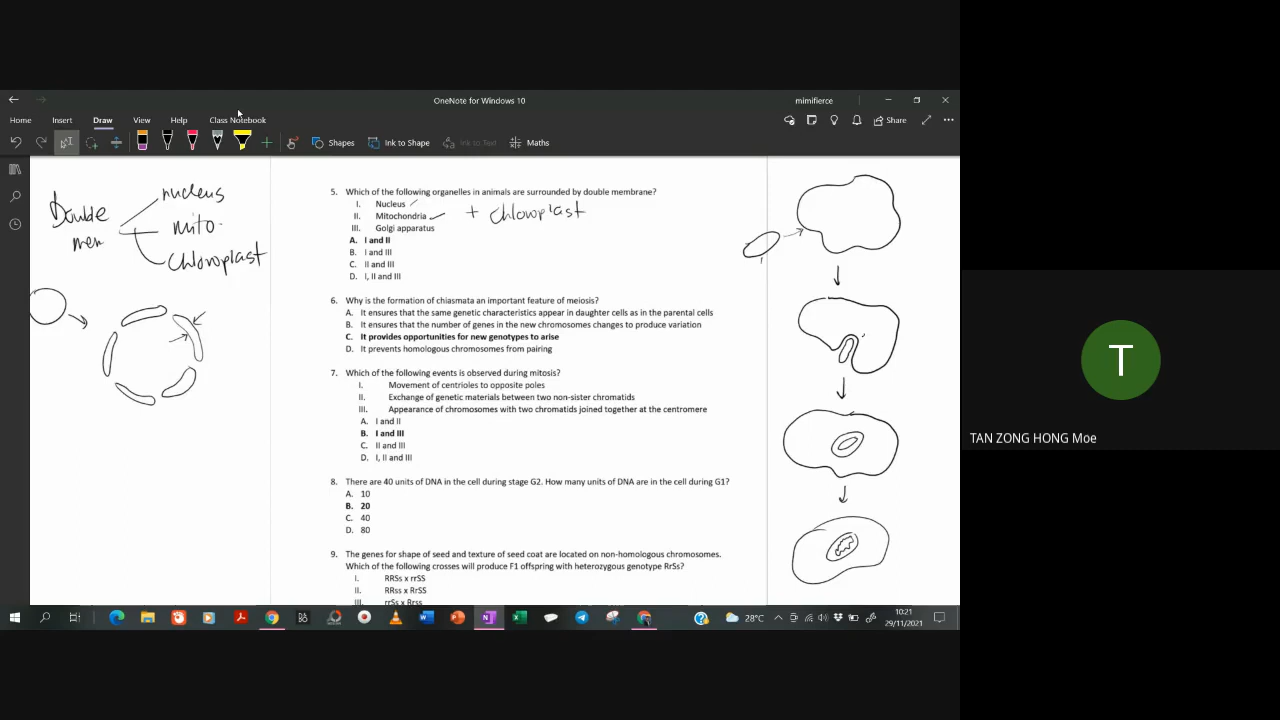 OneNote for Windows 10
mimifierce
Home
Insert
Draw
View
Help
Class Notebook
Share
Shapes
Ink to Shape
Ink to Text
Maths
Double mem
nucleus
mito.
chloroplast
5. Which of the following organelles in animals are surrounded by double membrane?
I. Nucleus
II. Mitochondria
+ chloroplast
III. Golgi apparatus
A. I and II
B. I and III
C. II and III
D. I, II and III
6. Why is the formation of chiasmata an important feature of meiosis?
A. It ensures that the same genetic characteristics appear in daughter cells as in the parental cells
B. It ensures that the number of genes in the new chromosomes changes to produce variation
C. It provides opportunities for new genotypes to arise
D. It prevents homologous chromosomes from pairing
7. Which of the following events is observed during mitosis?
I. Movement of centrioles to opposite poles
II. Exchange of genetic materials between two non-sister chromatids
III. Appearance of chromosomes with two chromatids joined together at the centromere
A. I and II
B. I and III
C. II and III
D. I, II and III
8. There are 40 units of DNA in the cell during stage G2. How many units of DNA are in the cell during G1?
A. 10
B. 20
C. 40
D. 80
9. The genes for shape of seed and texture of seed coat are located on non-homologous chromosomes.
Which of the following crosses will produce F1 offspring with heterozygous genotype RrSs?
I. RRSs x rrSS
II. RRss x RrSS
III. rrSs x Rrss
T
TAN ZONG HONG Moe
28°C
10:21
29/11/2021